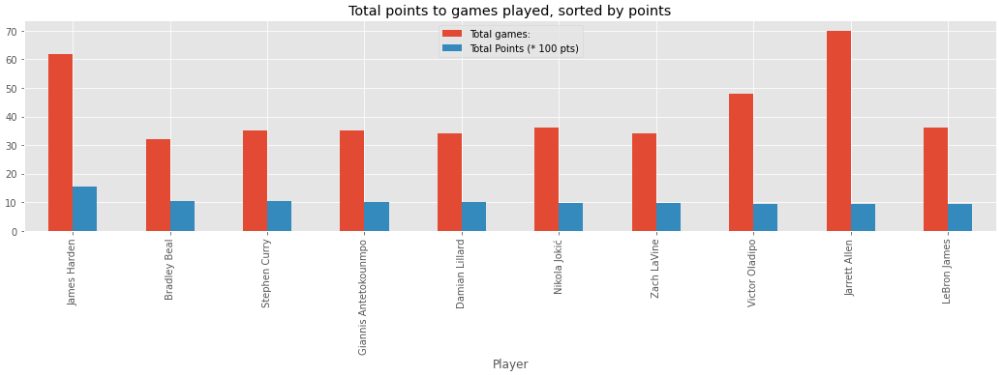 Total points to games played, sorted by points
Total games:
Total Points (* 100 pts)
70
60
50
40
30
20
10
0
James Harden
Bradley Beal
Stephen Curry
Giannis Antetokounmpo
Damian Lillard
Nikola Jokić
Zach LaVine
Victor Oladipo
Jarrett Allen
LeBron James
Player